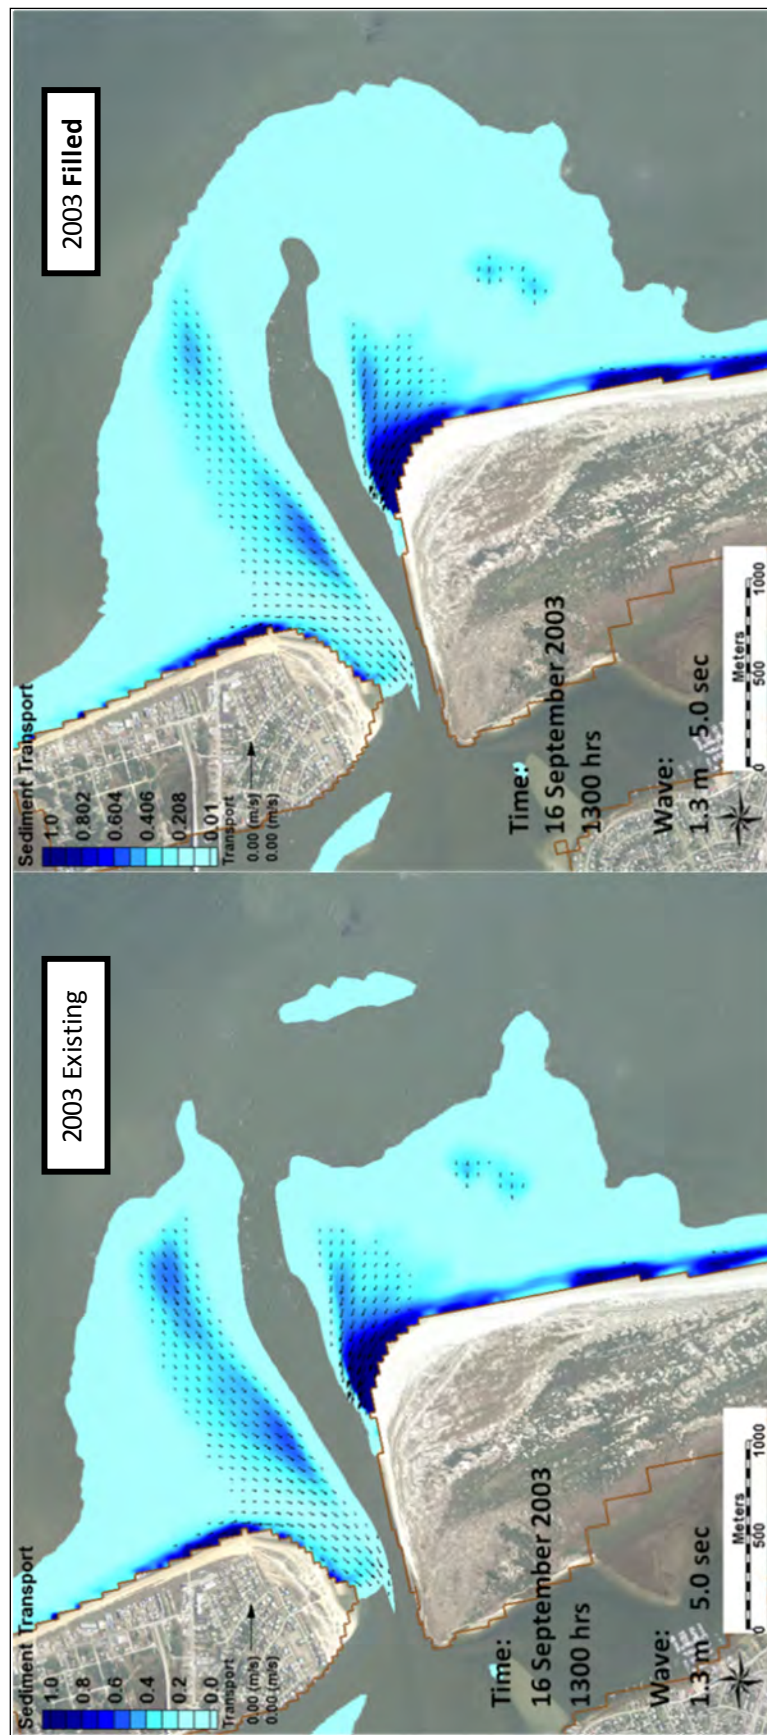 2003 Existing
Sediment Transport
1.0
0.8
0.6
0.4
0.2
0.0
Transport
0.00 (m/s)
0.00 (m/s)
Time:
16 September 2003
1300 hrs
Wave:
1.3 m 5.0 sec
Meters
0 500 1000
2003 Filled
Sediment Transport
1.0
0.802
0.604
0.406
0.208
0.01
Transport
0.00 (m/s)
0.00 (m/s)
Time:
16 September 2003
1300 hrs
Wave:
1.3 m 5.0 sec
Meters
0 500 1000